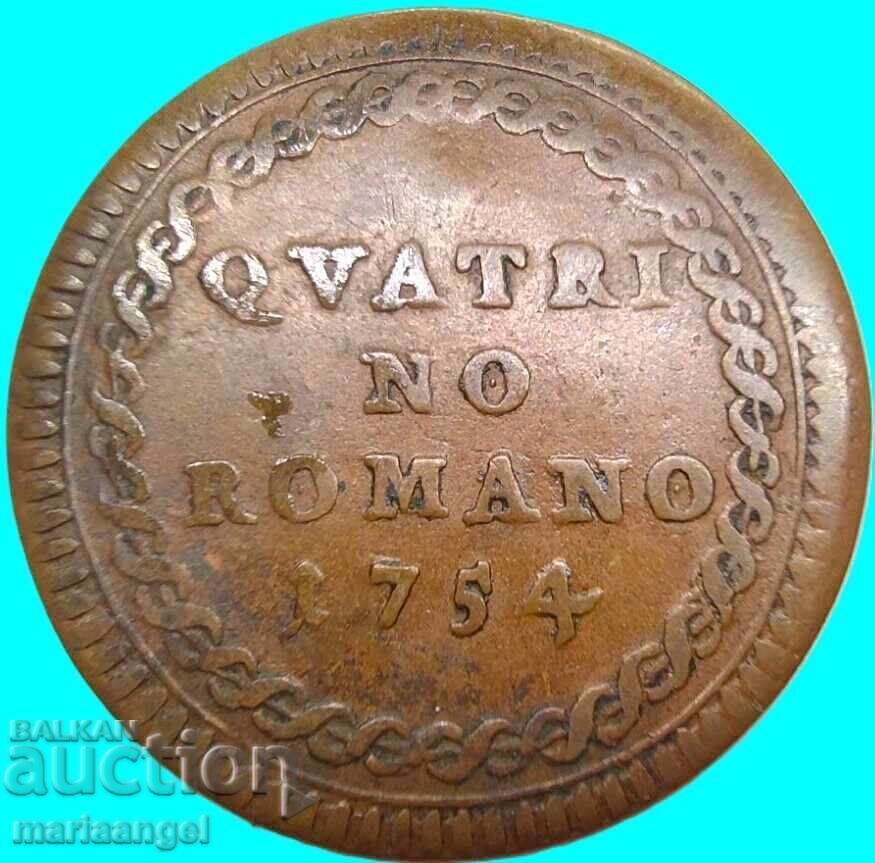 QVATRI
NO
ROMANO
1754
BALKAN
auction
mariaangel